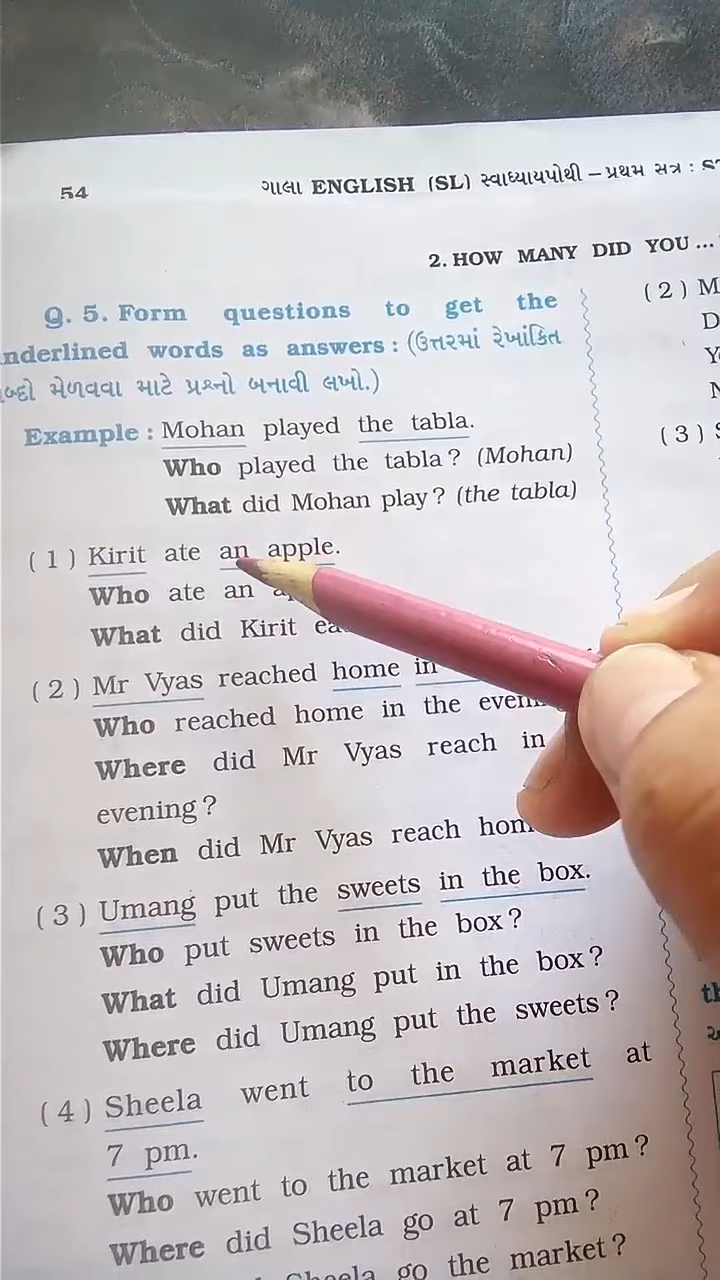 54
ગાલા ENGLISH (SL) સ્વાધ્યાયપોથી – પ્રથમ સત્ર :
2. HOW MANY DID YOU ...
Q. 5. Form questions to get the
nderlined words as answers : (ઉત્તરમાં રેખાંકિત
મેળવવા માટે પ્રશ્નો બનાવી લખો.)
Example : Mohan played the tabla.
Who played the tabla? (Mohan)
What did Mohan play? (the tabla)
(1) Kirit ate an apple.
Who ate an
What did Kirit
(2) Mr Vyas reached home in
Who reached home in the
Where did Mr Vyas reach in
evening?
When did Mr Vyas reach
(3) Umang put the sweets in the box.
Who put sweets in the box?
What did Umang put in the box?
Where did Umang put the sweets?
(4) Sheela went to the market at
7 pm.
Who went to the market at 7 pm?
Where did Sheela go at 7 pm?
Sheela go the market?
(2) M
D
(3)